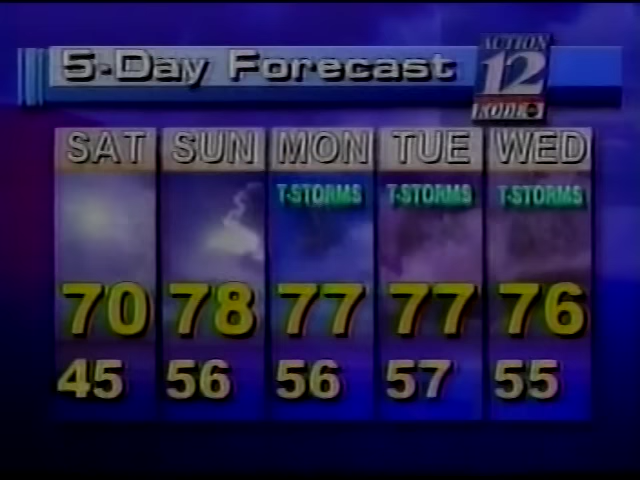 ACTION
5-Day Forecast
12
KODE
SAT SUN MON TUE WED
T-STORMS T-STORMS T-STORMS
70 78 77 77 76
45 56 56 57 55